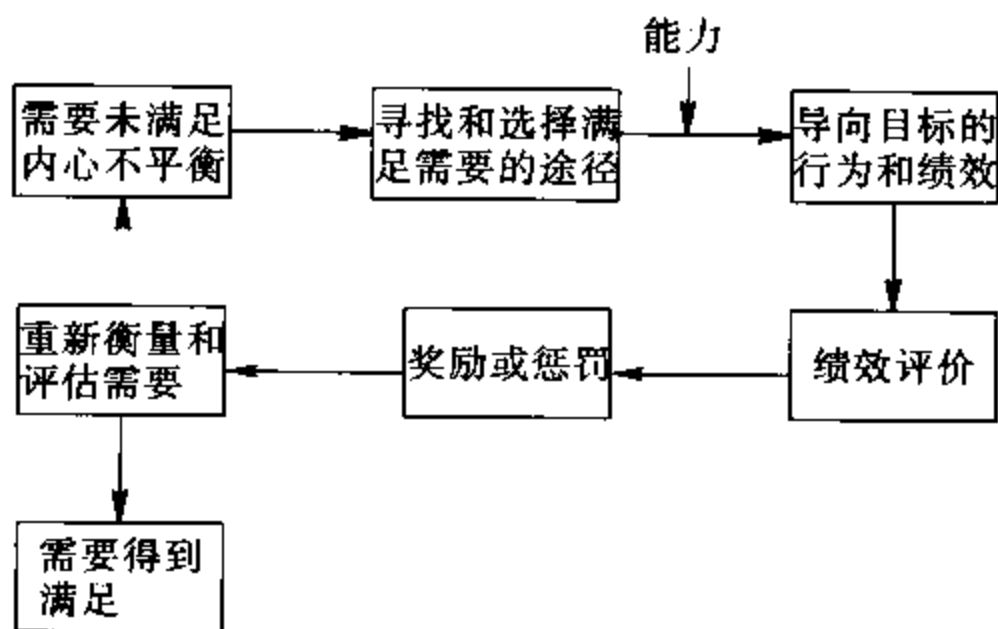 能力
需要未满足
内心不平衡
寻找和选择满
足需要的途径
导向目标的
行为和绩效
重新衡量和
评估需要
奖励或惩罚
绩效评价
需要得到
满足